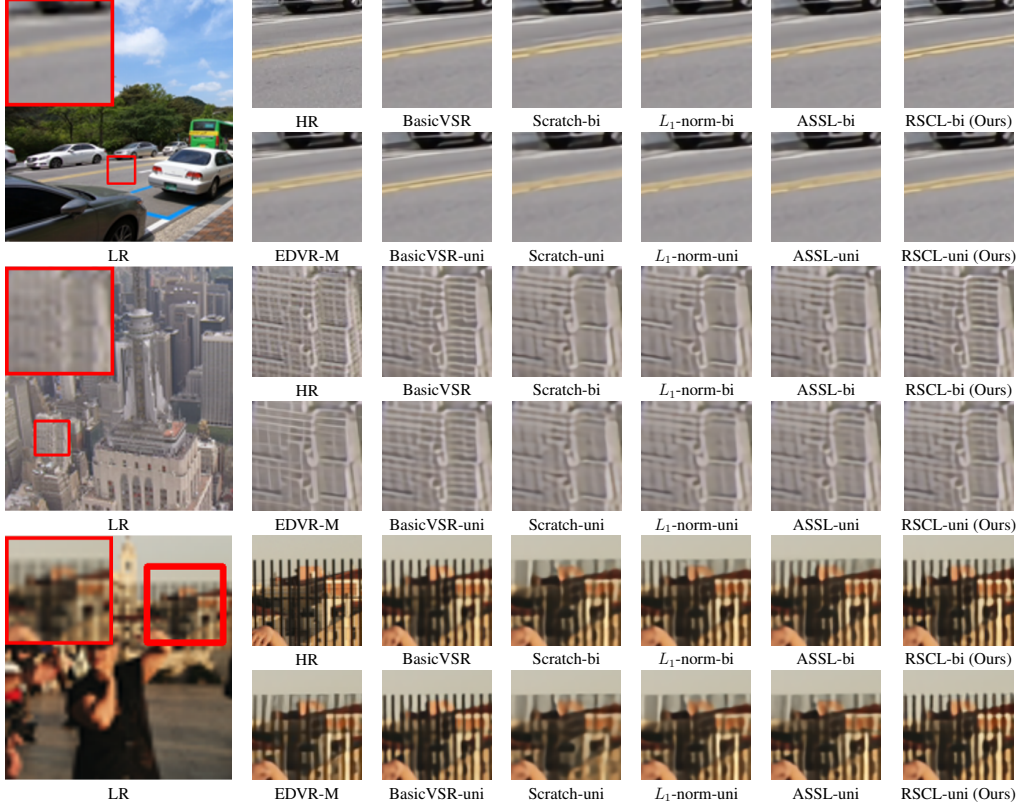 HR BasicVSR Scratch-bi L₁-norm-bi ASSL-bi RSCL-bi (Ours)
LR EDVR-M BasicVSR-uni Scratch-uni L₁-norm-uni ASSL-uni RSCL-uni (Ours)
HR BasicVSR Scratch-bi L₁-norm-bi ASSL-bi RSCL-bi (Ours)
LR EDVR-M BasicVSR-uni Scratch-uni L₁-norm-uni ASSL-uni RSCL-uni (Ours)
HR BasicVSR Scratch-bi L₁-norm-bi ASSL-bi RSCL-bi (Ours)
LR EDVR-M BasicVSR-uni Scratch-uni L₁-norm-uni ASSL-uni RSCL-uni (Ours)